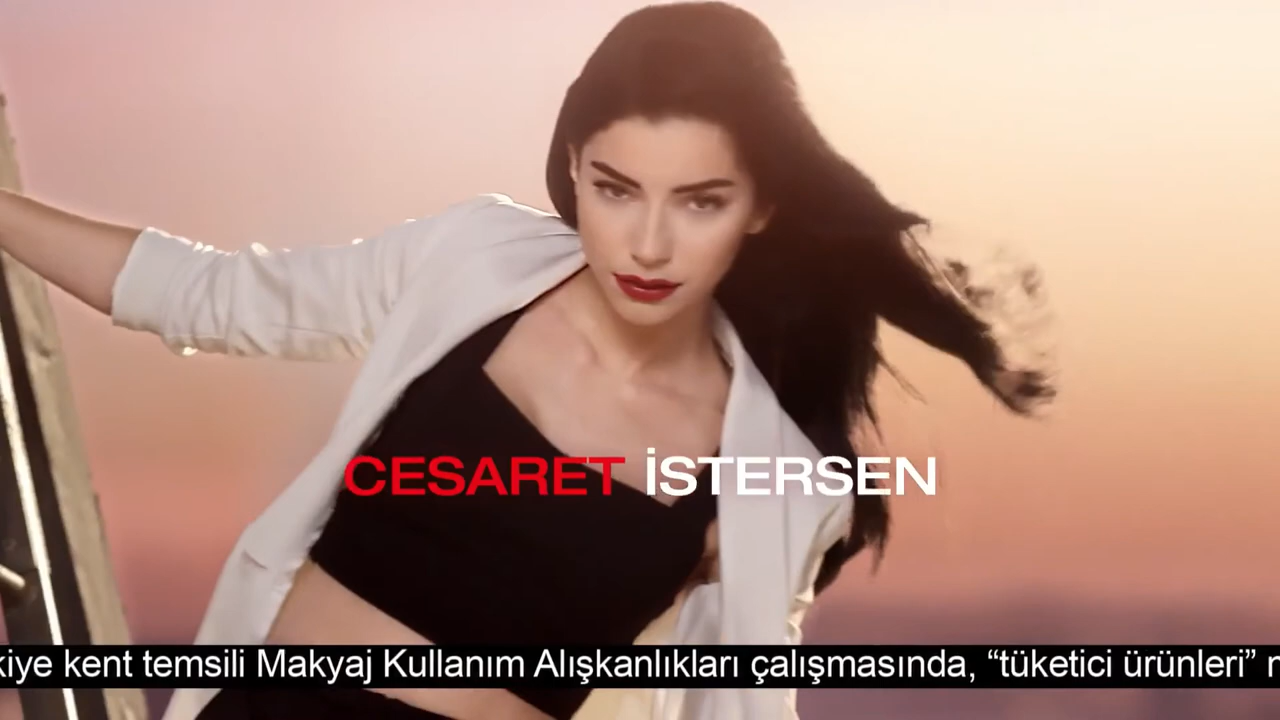 CESARET İSTERSEN
kiye kent temsili Makyaj Kullanım Alışkanlıkları çalışmasında, “tüketici ürünleri”